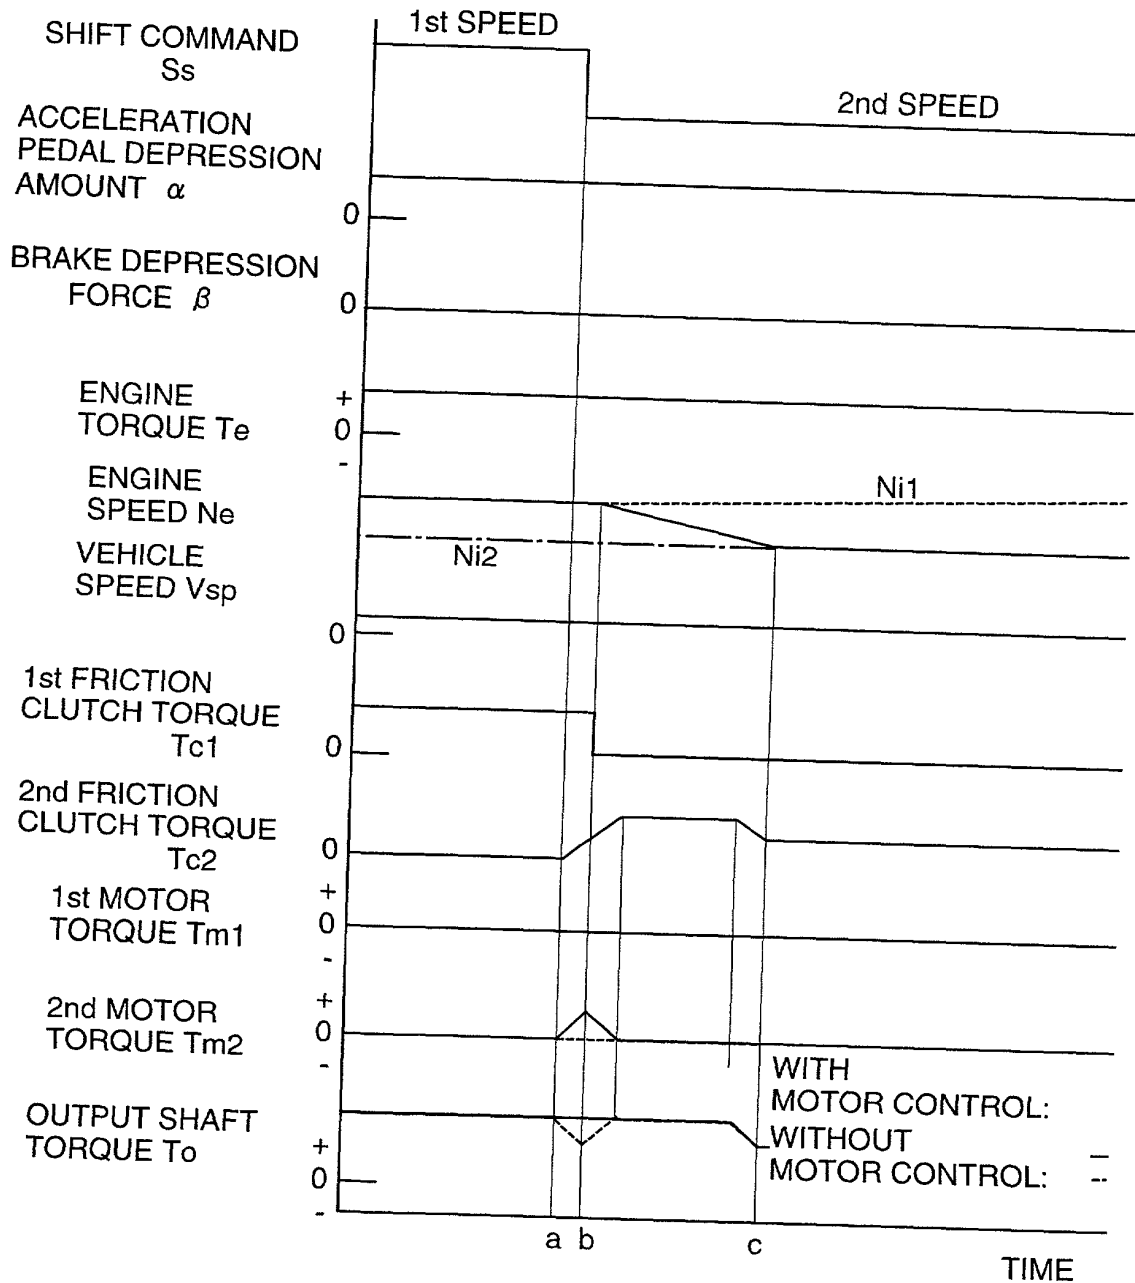 1st SPEED
SHIFT COMMAND
Ss
2nd SPEED
ACCELERATION
PEDAL DEPRESSION
AMOUNT α
0
BRAKE DEPRESSION
FORCE β
0
ENGINE
TORQUE Te
+
0
-
ENGINE
SPEED Ne
Ni1
Ni2
VEHICLE
SPEED Vsp
0
1st FRICTION
CLUTCH TORQUE
Tc1
0
2nd FRICTION
CLUTCH TORQUE
Tc2
0
1st MOTOR
TORQUE Tm1
+
0
-
2nd MOTOR
TORQUE Tm2
+
0
-
WITH
MOTOR CONTROL:
WITHOUT
MOTOR CONTROL:
OUTPUT SHAFT
TORQUE To
+
0
-
a b c
TIME